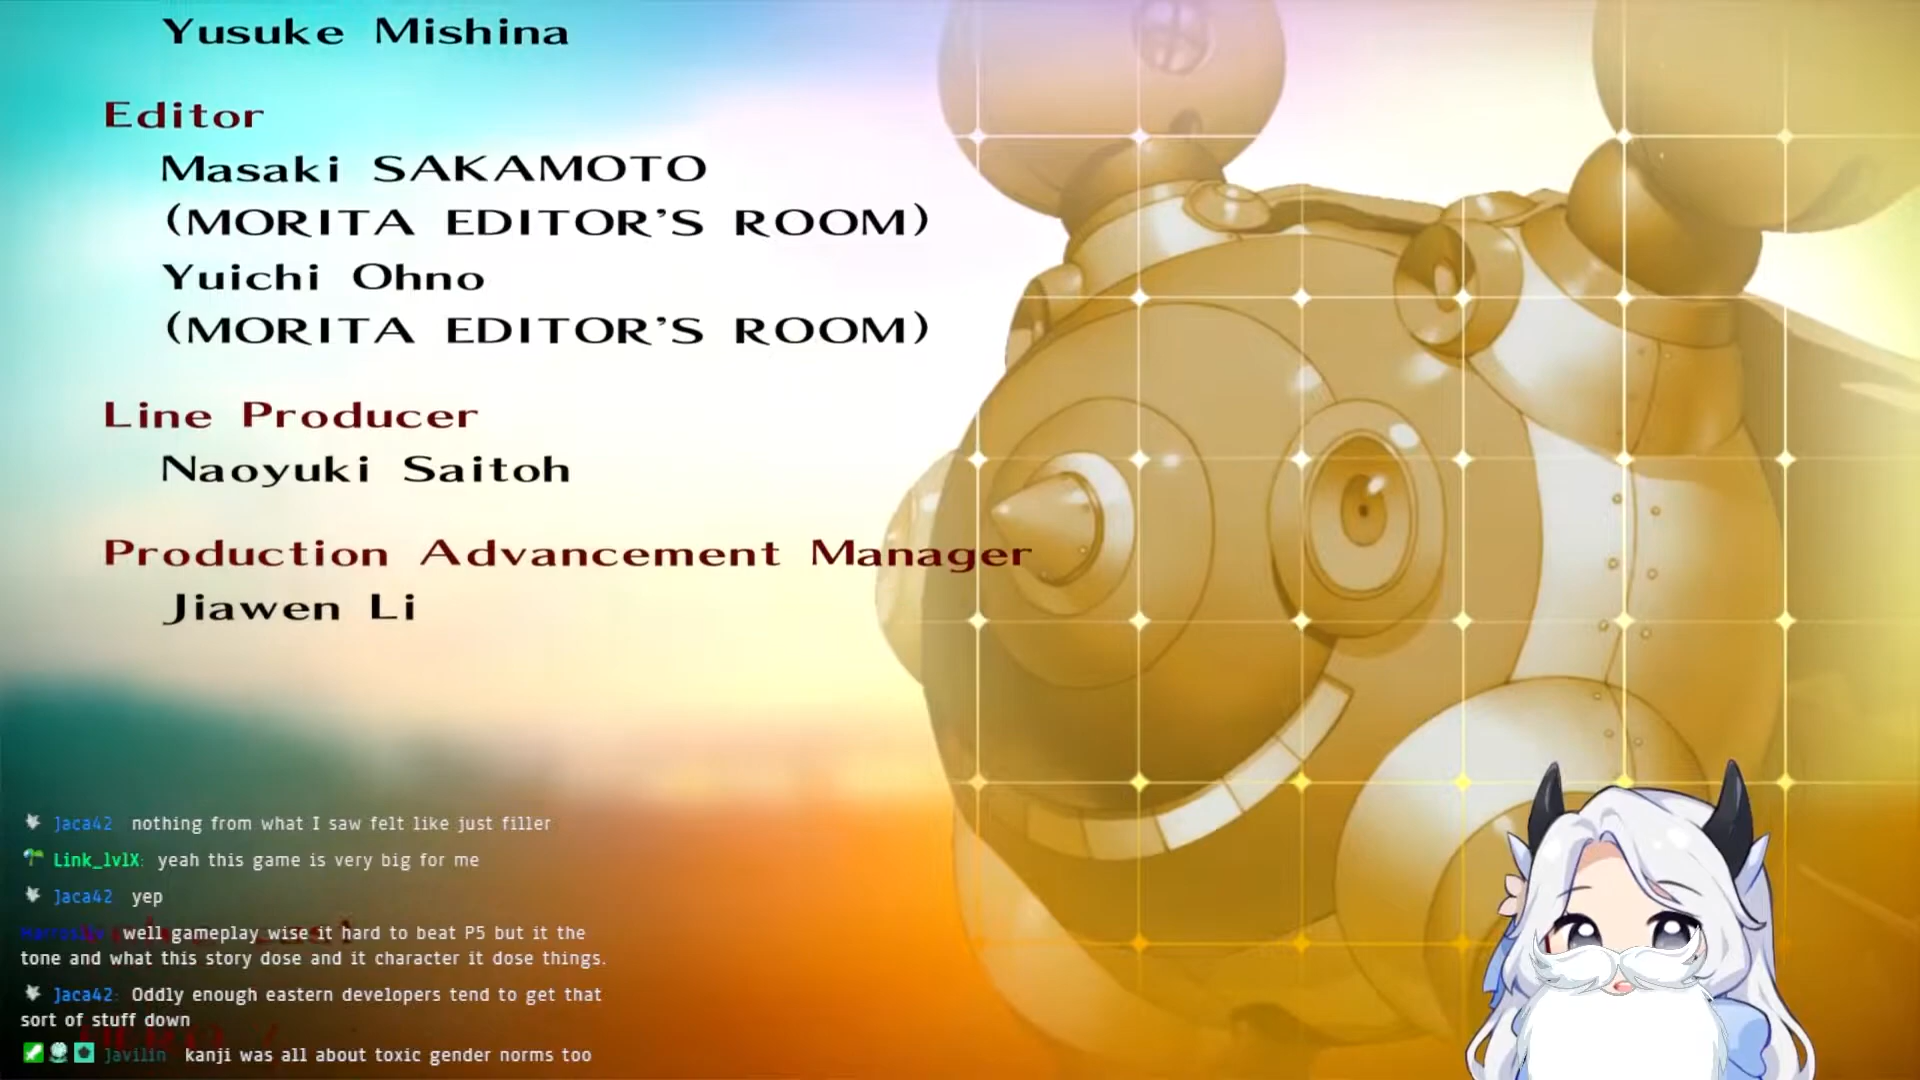 Yusuke Mishina
Editor
Masaki SAKAMOTO
(MORITA EDITOR'S ROOM)
Yuichi Ohno
(MORITA EDITOR'S ROOM)
Line Producer
Naoyuki Saitoh
Production Advancement Manager
Jiawen Li
Jaca42 nothing from what I saw felt like just filler
Link_lvlX: yeah this game is very big for me
Jaca42 yep
well gameplay wise it hard to beat P5 but it the
tone and what this story dose and it character it dose things.
Jaca42: Oddly enough eastern developers tend to get that
sort of stuff down
Javilin kanji was all about toxic gender norms too